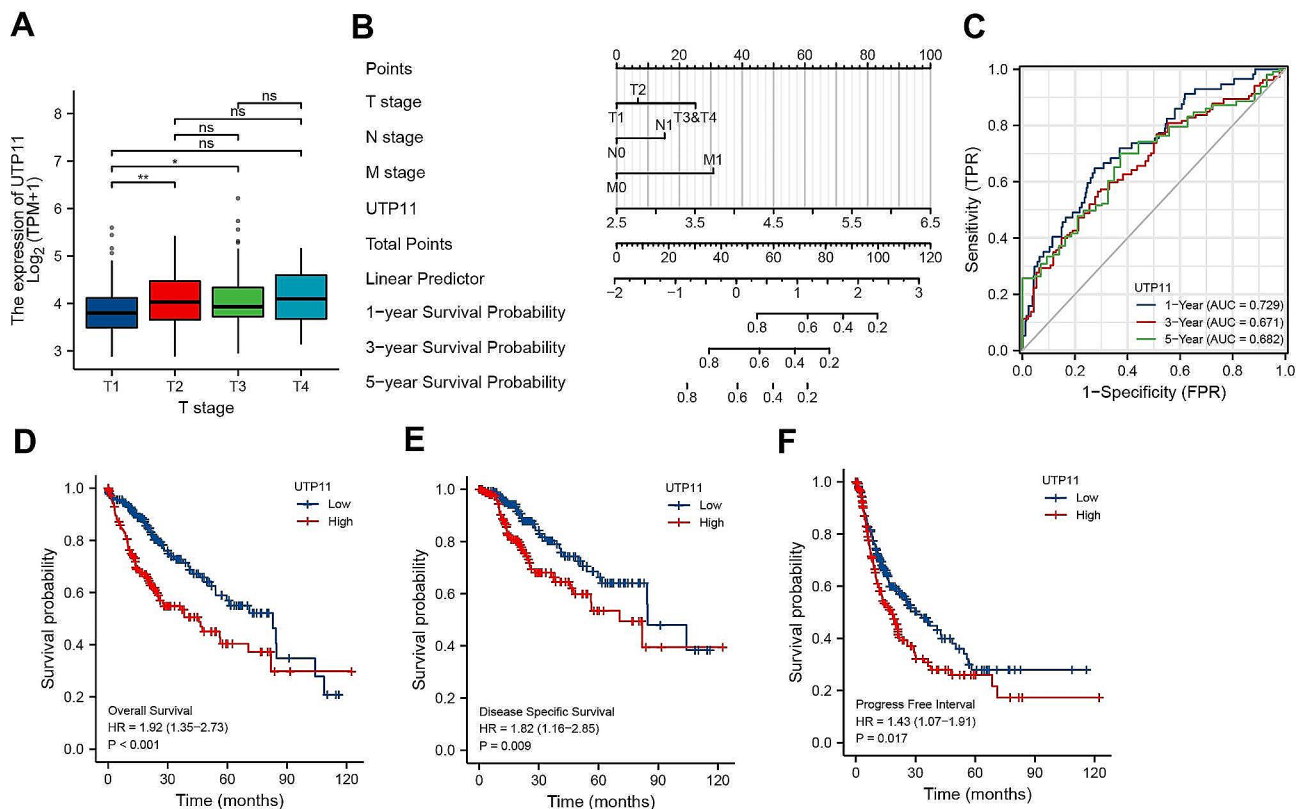 A
The expression of UTP11
Log2 (TPM+1)
8
7
6
5
4
3
ns
ns
ns
ns
*
**
T1 T2 T3 T4
T stage
B
Points
0 25 50 75 100
T stage
T2
T1 T3&T4
N stage
N1
N0
M stage
M1
M0
UTP11
2.5 3.5 4.5 5.5 6.5
Total Points
0 20 40 60 80 100 120
Linear Predictor
−2 −1 0 1 2 3
1-year Survival Probability
0.8 0.6 0.4 0.2
3-year Survival Probability
0.8 0.6 0.4 0.2
5-year Survival Probability
0.8 0.6 0.4 0.2
C
Sensitivity (TPR)
1.0
0.8
0.6
0.4
0.2
0.0
UTP11
1-Year (AUC = 0.729)
3-Year (AUC = 0.671)
5-Year (AUC = 0.682)
0.0 0.2 0.4 0.6 0.8 1.0
1−Specificity (FPR)
D
UTP11
Low
High
Survival probability
1.0
0.8
0.6
0.4
0.2
0.0
Overall Survival
HR = 1.92 (1.35−2.73)
P < 0.001
0 30 60 90 120
Time (months)
E
UTP11
Low
High
Survival probability
1.0
0.8
0.6
0.4
0.2
0.0
Disease Specific Survival
HR = 1.82 (1.16−2.85)
P = 0.009
0 30 60 90 120
Time (months)
F
UTP11
Low
High
Survival probability
1.0
0.8
0.6
0.4
0.2
0.0
Progress Free Interval
HR = 1.43 (1.07−1.91)
P = 0.017
0 30 60 90 120
Time (months)